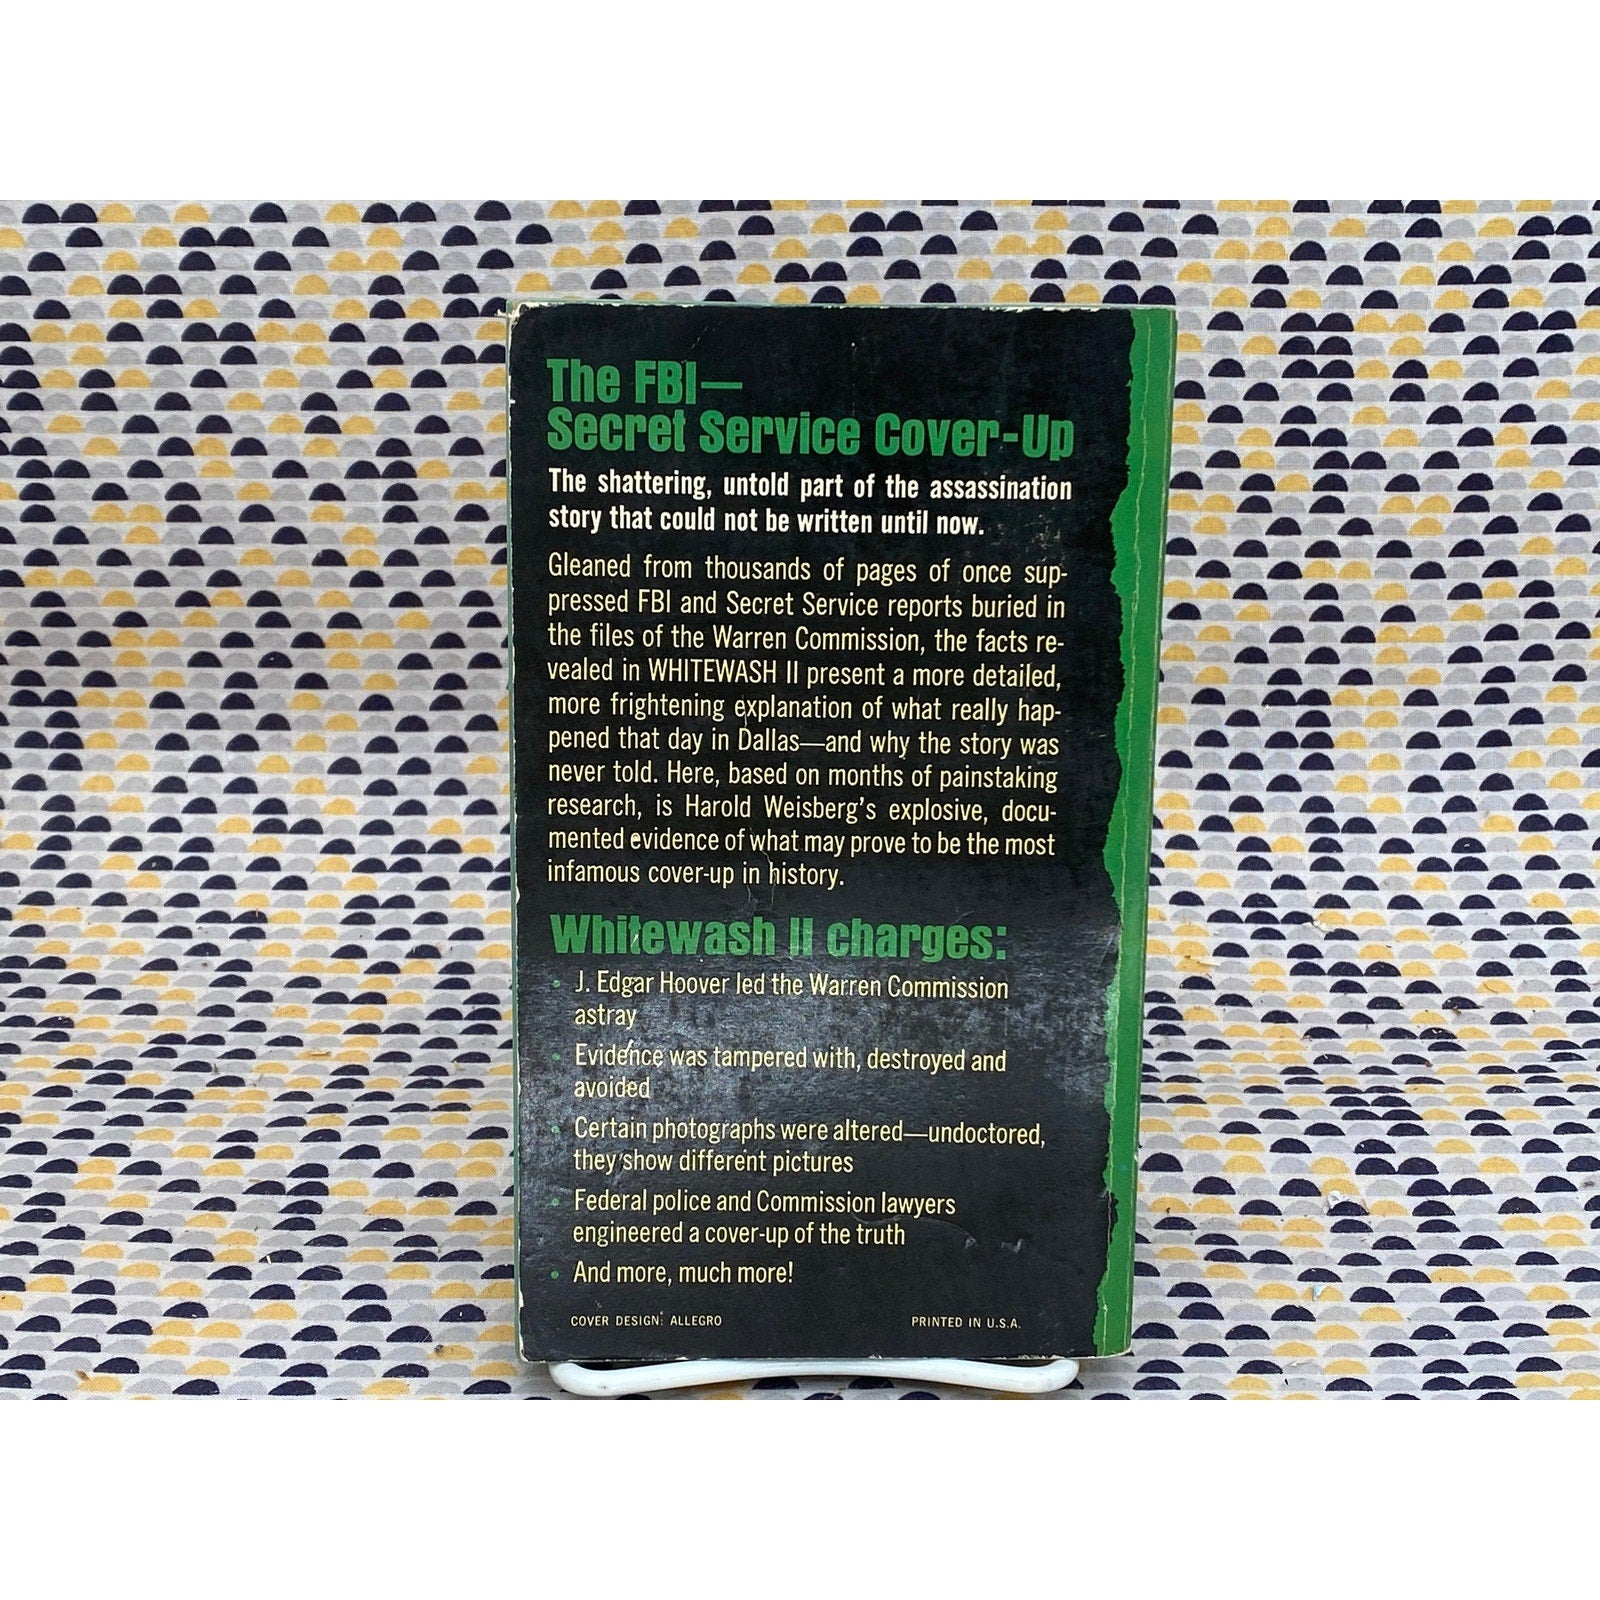 The FBI—
Secret Service Cover-Up
The shattering, untold part of the assassination
story that could not be written until now.
Gleaned from thousands of pages of once sup-
pressed FBI and Secret Service reports buried in
the files of the Warren Commission, the facts re-
vealed in WHITEWASH II present a more detailed,
more frightening explanation of what really hap-
pened that day in Dallas—and why the story was
never told. Here, based on months of painstaking
research, is Harold Weisberg's explosive, docu-
mented evidence of what may prove to be the most
infamous cover-up in history.
Whitewash II charges:
• J. Edgar Hoover led the Warren Commission
astray
• Evidence was tampered with, destroyed and
avoided
• Certain photographs were altered—undoctored,
they show different pictures
• Federal police and Commission lawyers
engineered a cover-up of the truth
• And more, much more!
COVER DESIGN: ALLEGRO PRINTED IN U.S.A.